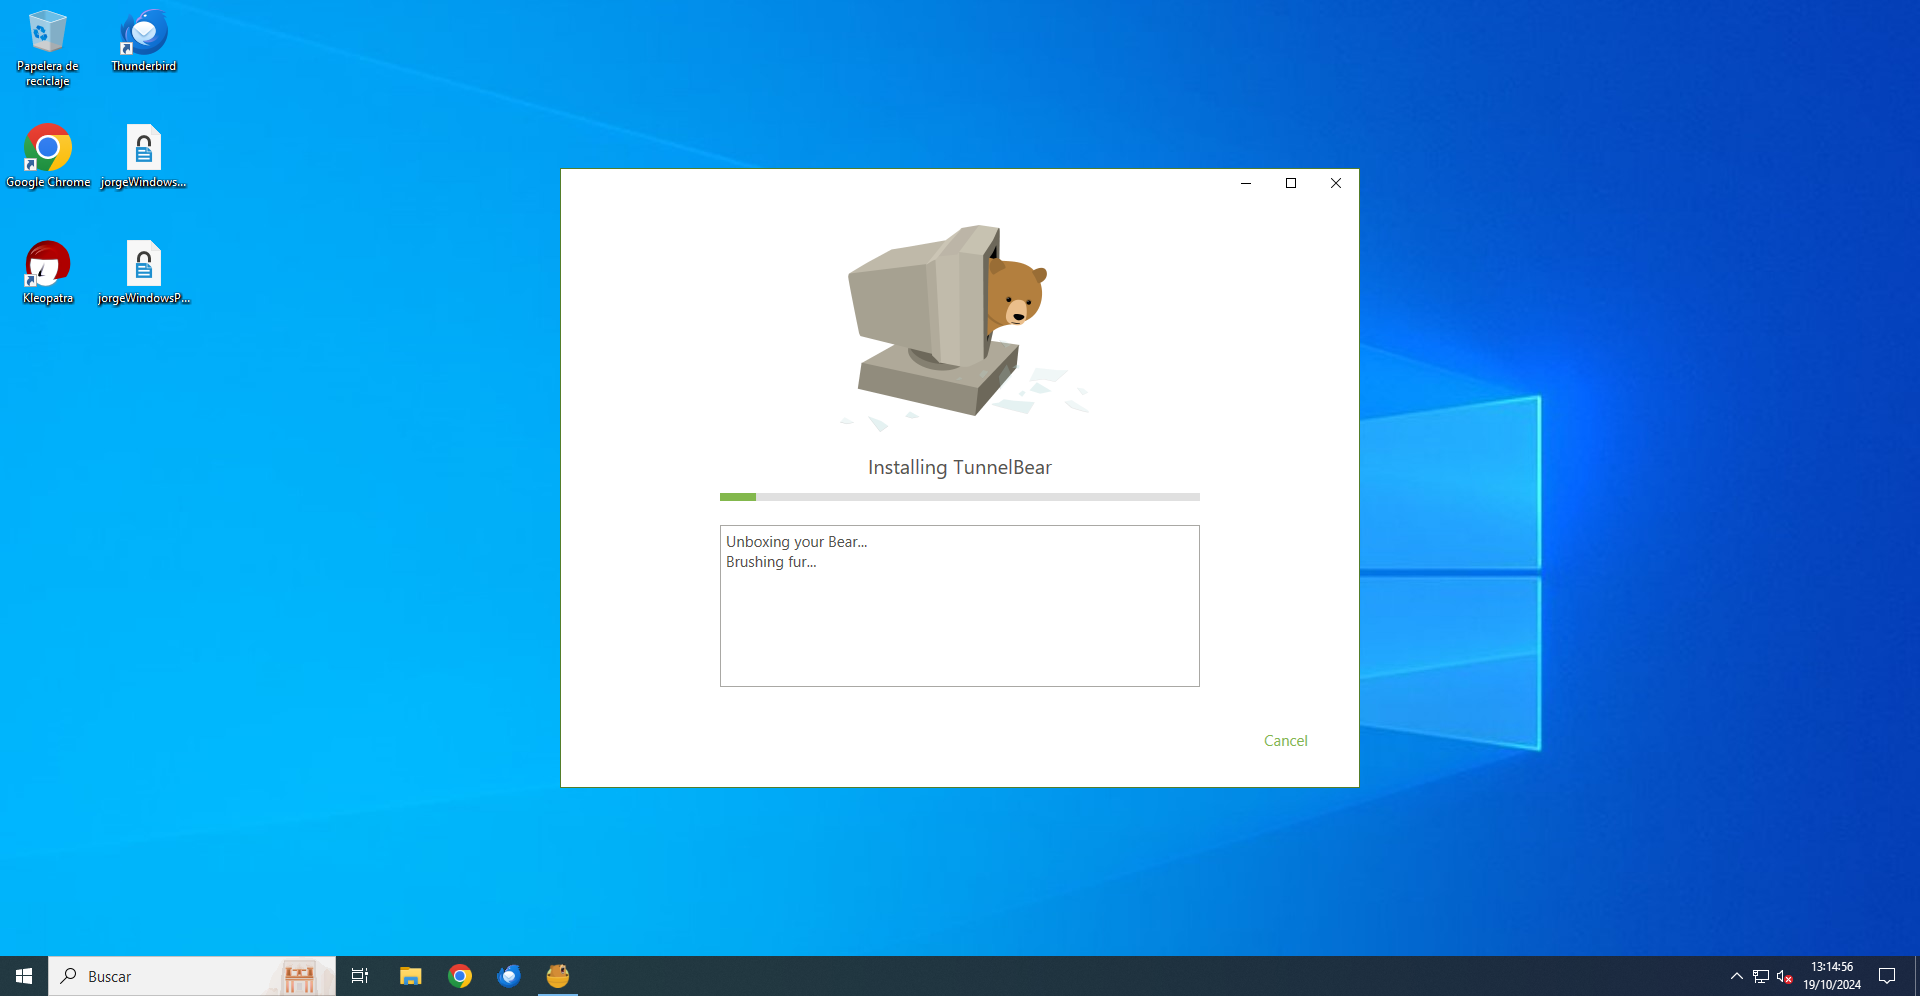 Papelera de
reciclaje
Thunderbird
Google Chrome
jorgeWindows...
Kleopatra
jorgeWindowsP...
Installing TunnelBear
Unboxing your Bear...
Brushing fur...
Cancel
Buscar
13:14:56
19/10/2024